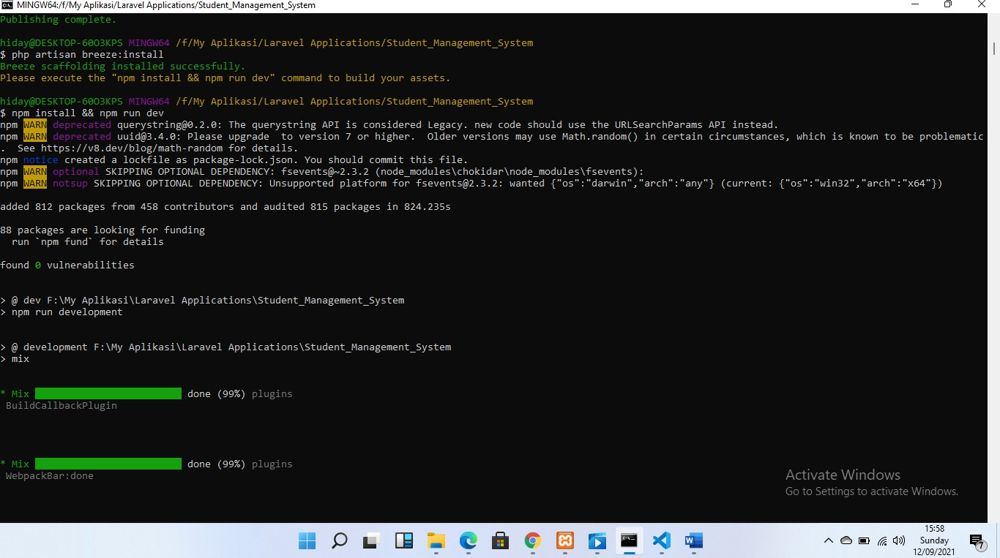 MINGW64:/f/My Aplikasi/Laravel Applications/Student_Management_System
Publishing complete.
hiday@DESKTOP-60O3KPS MINGW64 /f/My Aplikasi/Laravel Applications/Student_Management_System
$ php artisan breeze:install
Breeze scaffolding installed successfully.
Please execute the "npm install && npm run dev" command to build your assets.
hiday@DESKTOP-60O3KPS MINGW64 /f/My Aplikasi/Laravel Applications/Student_Management_System
$ npm install && npm run dev
npm WARN deprecated querystring@0.2.0: The querystring API is considered Legacy. new code should use the URLSearchParams API instead.
npm WARN deprecated uuid@3.4.0: Please upgrade  to version 7 or higher.  Older versions may use Math.random() in certain circumstances, which is known to be problematic
.  See https://v8.dev/blog/math-random for details.
npm notice created a lockfile as package-lock.json. You should commit this file.
npm WARN optional SKIPPING OPTIONAL DEPENDENCY: fsevents@~2.3.2 (node_modules\chokidar\node_modules\fsevents):
npm WARN notsup SKIPPING OPTIONAL DEPENDENCY: Unsupported platform for fsevents@2.3.2: wanted {"os":"darwin","arch":"any"} (current: {"os":"win32","arch":"x64"})
added 812 packages from 458 contributors and audited 815 packages in 824.235s
88 packages are looking for funding
run `npm fund` for details
found 0 vulnerabilities
> @ dev F:\My Aplikasi\Laravel Applications\Student_Management_System
> npm run development
> @ development F:\My Aplikasi\Laravel Applications\Student_Management_System
> mix
* Mix done (99%) plugins
BuildCallbackPlugin
* Mix done (99%) plugins
WebpackBar:done
Activate Windows
Go to Settings to activate Windows.
15:58
Sunday
12/09/2021
7